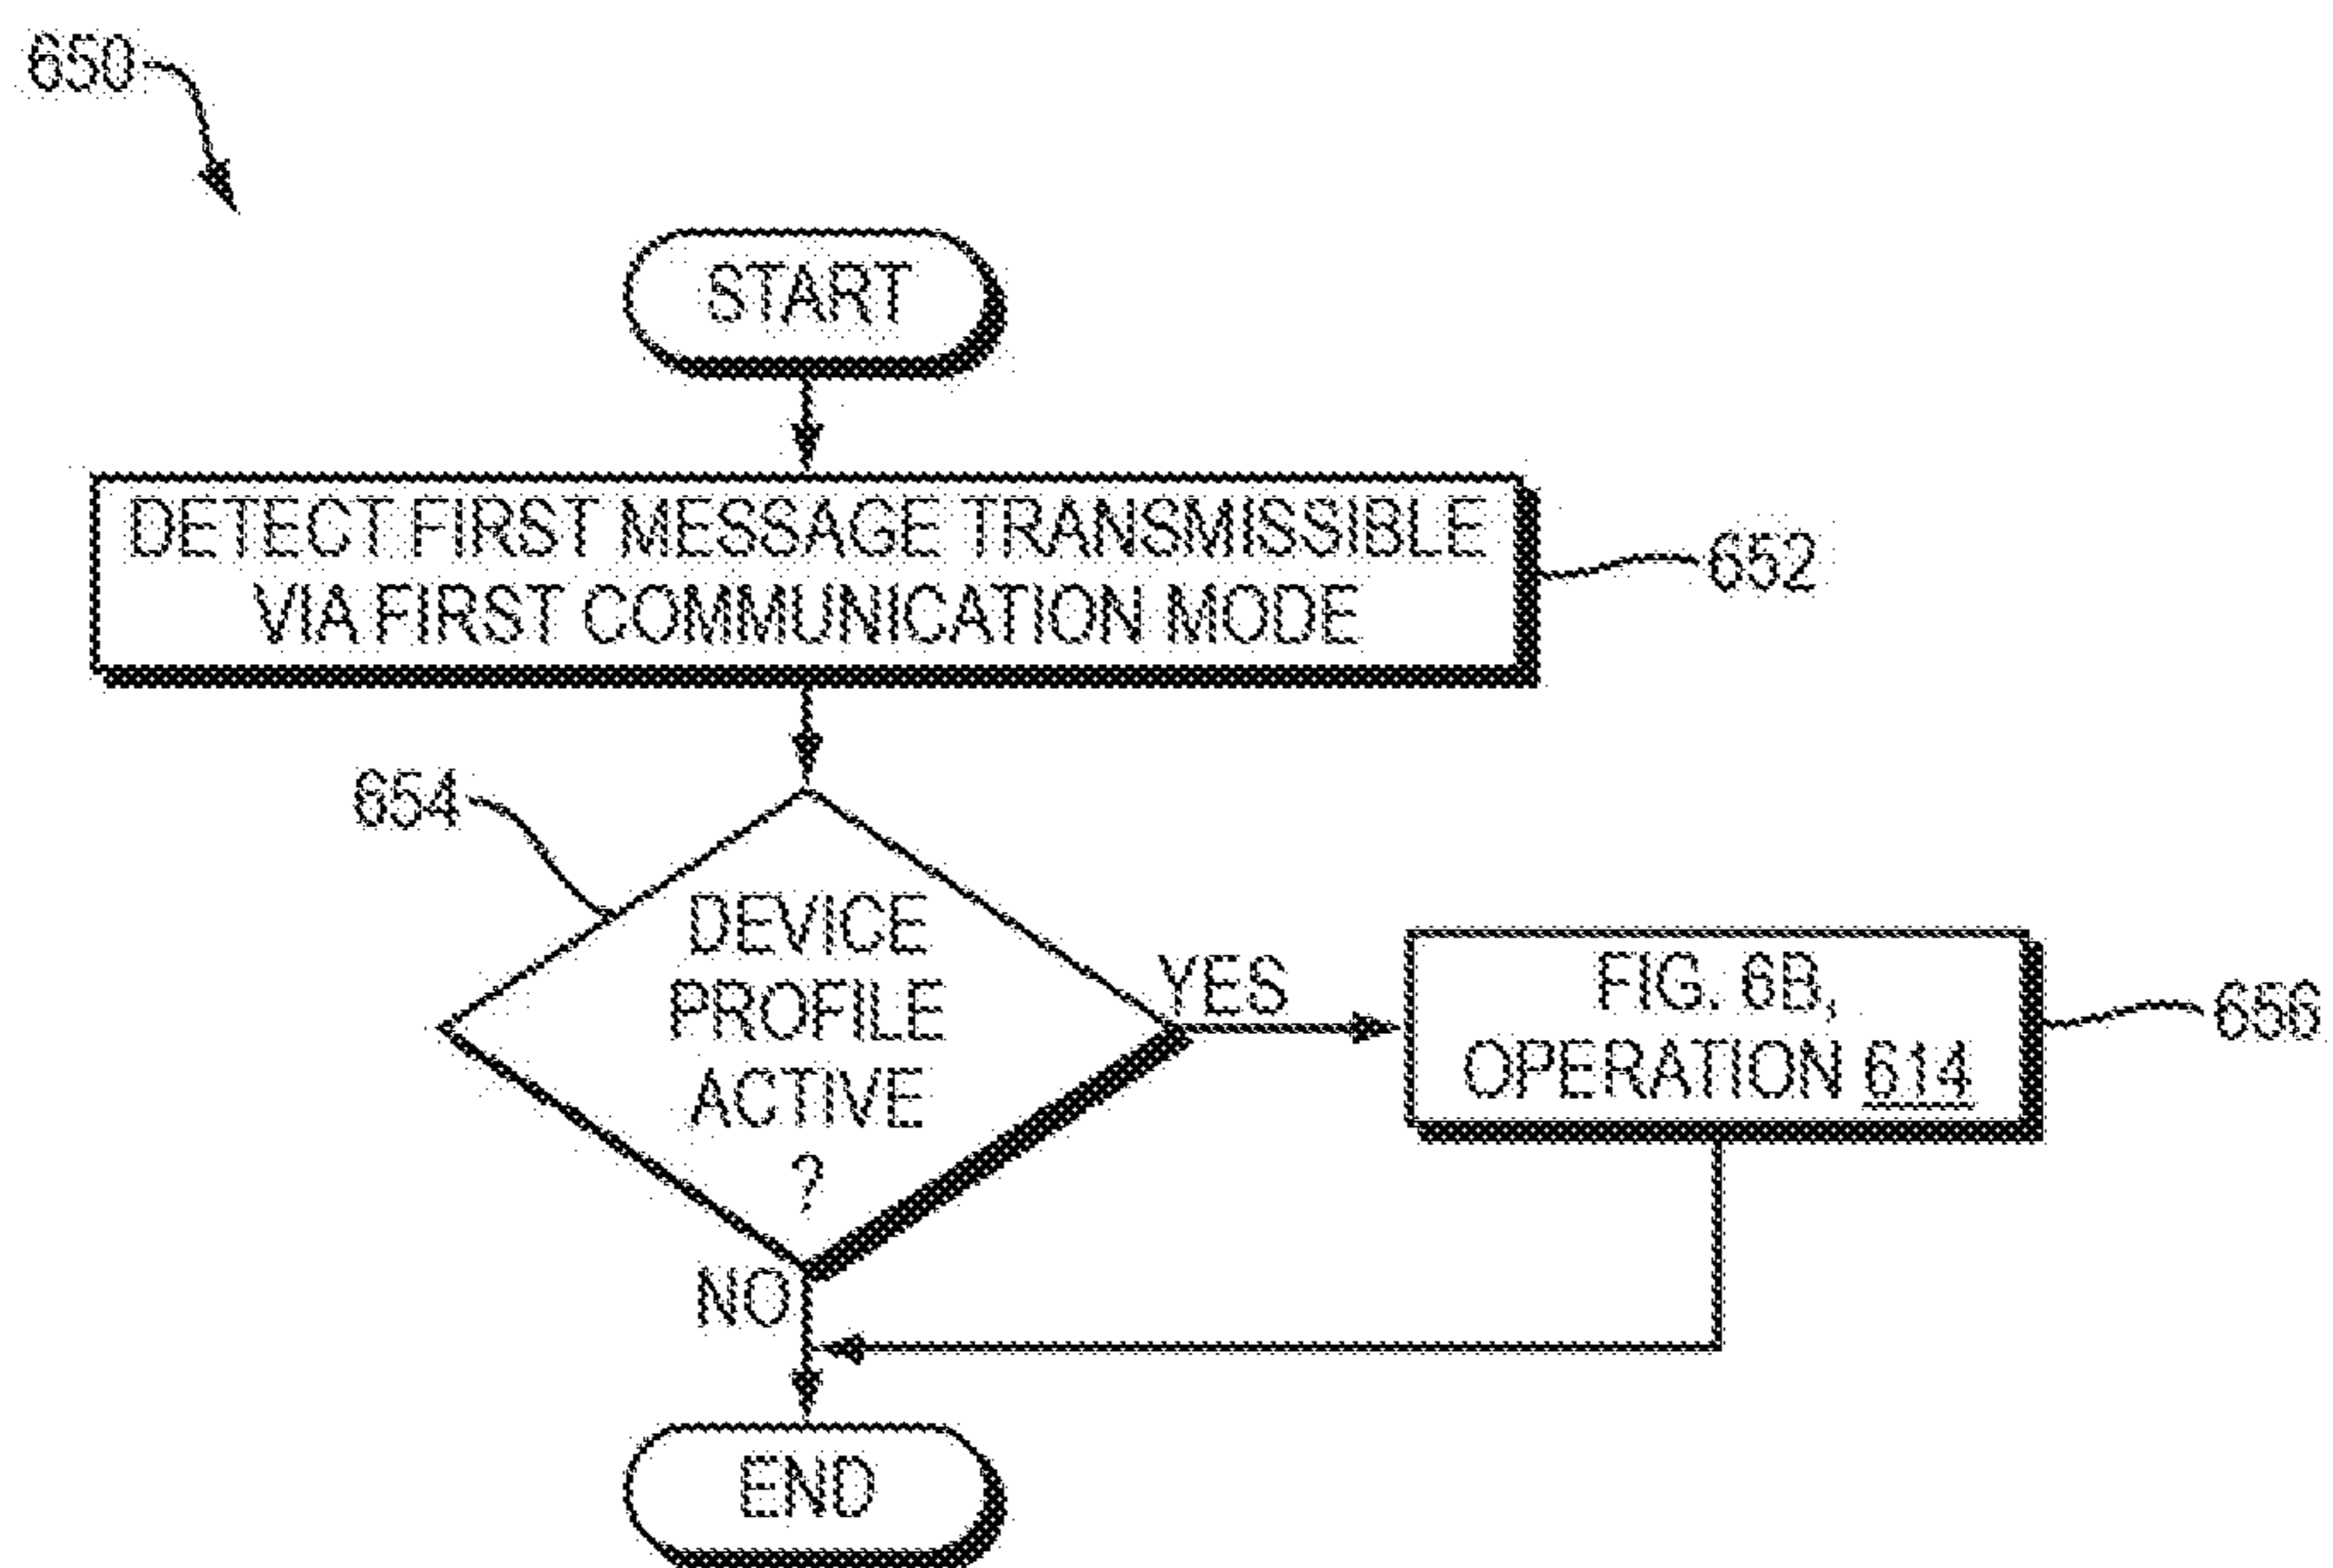 650
START
DETECT FIRST MESSAGE TRANSMISSIBLE
VIA FIRST COMMUNICATION MODE
652
654
DEVICE
PROFILE
ACTIVE
?
YES
FIG. 6B,
OPERATION 614
656
NO
END